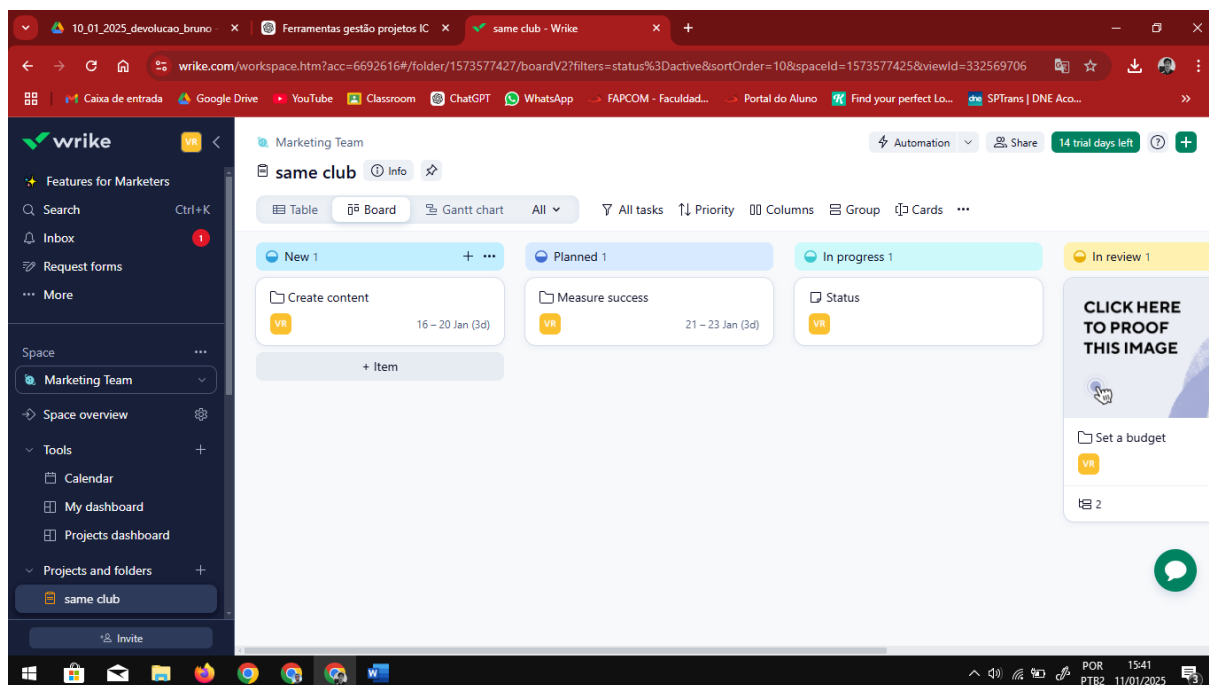 10_01_2025_devolucao_bruno -
Ferramentas gestão projetos IC
same club - Wrike
wrike.com/workspace.htm?acc=6692616#/folder/1573577427/boardV2?filters=status%3Dactive&sortOrder=10&spaceId=1573577425&viewId=332569706
Caixa de entrada
Google Drive
YouTube
Classroom
ChatGPT
WhatsApp
FAPCOM - Faculdad...
Portal do Aluno
Find your perfect Lo...
SPTrans | DNE Aco...
wrike
VR
Features for Marketers
Search Ctrl+K
Inbox 1
Request forms
More
Space
Marketing Team
Space overview
Tools
Calendar
My dashboard
Projects dashboard
Projects and folders
same club
Invite
Marketing Team
Automation
Share
14 trial days left
same club
Info
Table
Board
Gantt chart
All
All tasks
Priority
Columns
Group
Cards
New 1
Create content
VR 16 – 20 Jan (3d)
+ Item
Planned 1
Measure success
VR 21 – 23 Jan (3d)
In progress 1
Status
VR
In review 1
CLICK HERE
TO PROOF
THIS IMAGE
Set a budget
VR
2
POR 15:41
PTB2 11/01/2025
3